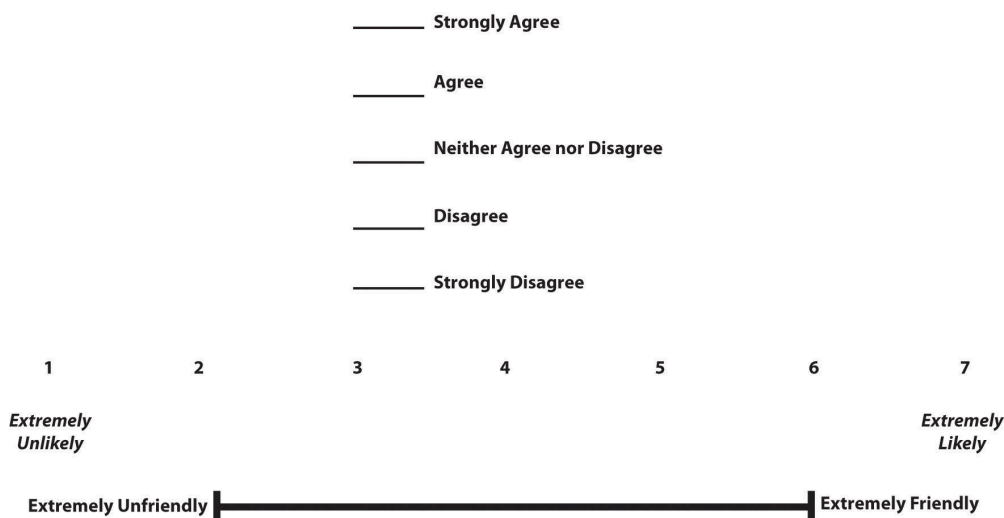 Strongly Agree
Agree
Neither Agree nor Disagree
Disagree
Strongly Disagree
1 2 3 4 5 6 7
Extremely Unlikely
Extremely Likely
Extremely Unfriendly Extremely Friendly